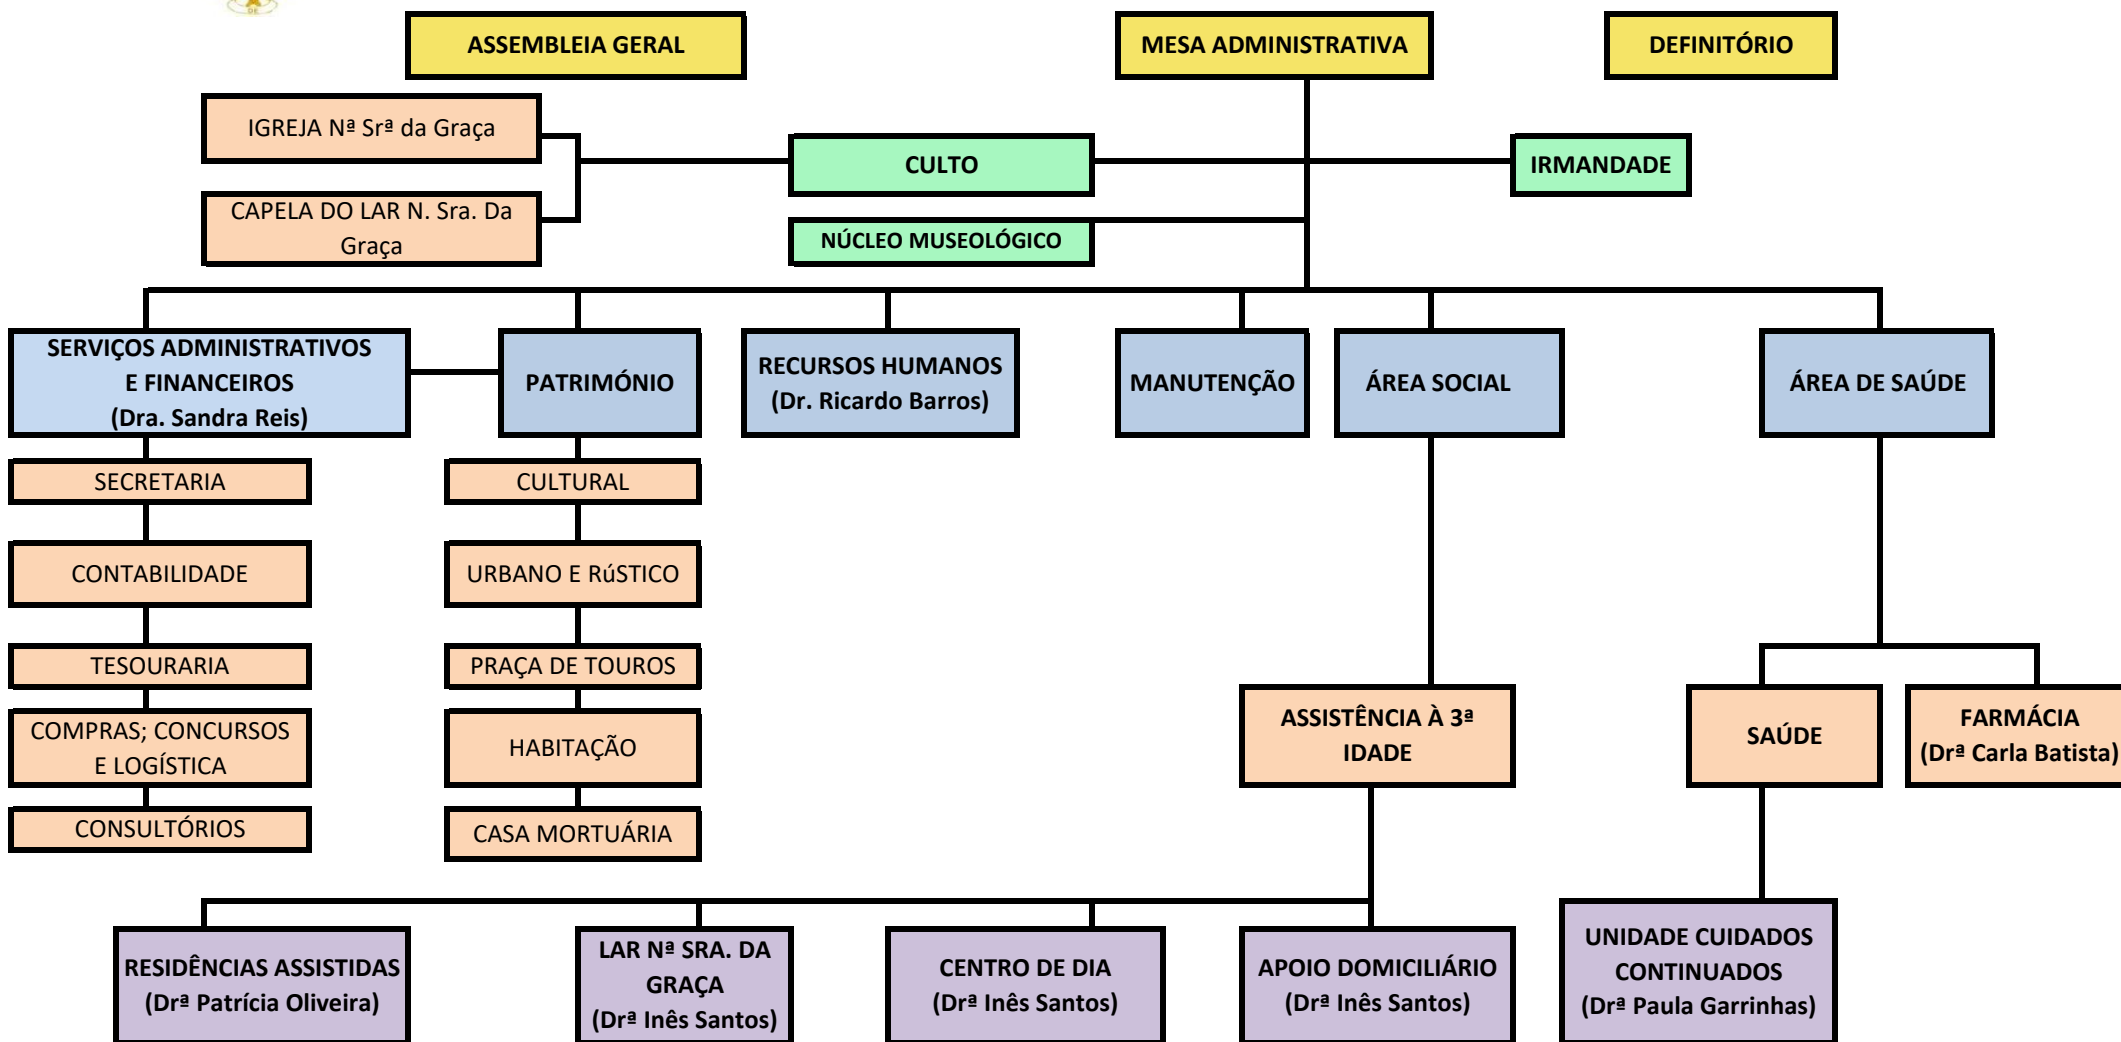 DE
ASSEMBLEIA GERAL
MESA ADMINISTRATIVA
DEFINITÓRIO
IGREJA Nª Srª da Graça
CULTO
IRMANDADE
CAPELA DO LAR N. Sra. Da
Graça
NÚCLEO MUSEOLÓGICO
SERVIÇOS ADMINISTRATIVOS
E FINANCEIROS
(Dra. Sandra Reis)
PATRIMÓNIO
RECURSOS HUMANOS
(Dr. Ricardo Barros)
MANUTENÇÃO
ÁREA SOCIAL
ÁREA DE SAÚDE
SECRETARIA
CULTURAL
CONTABILIDADE
URBANO E RúSTICO
TESOURARIA
PRAÇA DE TOUROS
COMPRAS; CONCURSOS
E LOGÍSTICA
HABITAÇÃO
ASSISTÊNCIA À 3ª
IDADE
SAÚDE
FARMÁCIA
(Drª Carla Batista)
CONSULTÓRIOS
CASA MORTUÁRIA
RESIDÊNCIAS ASSISTIDAS
(Drª Patrícia Oliveira)
LAR Nª SRA. DA
GRAÇA
(Drª Inês Santos)
CENTRO DE DIA
(Drª Inês Santos)
APOIO DOMICILIÁRIO
(Drª Inês Santos)
UNIDADE CUIDADOS
CONTINUADOS
(Drª Paula Garrinhas)